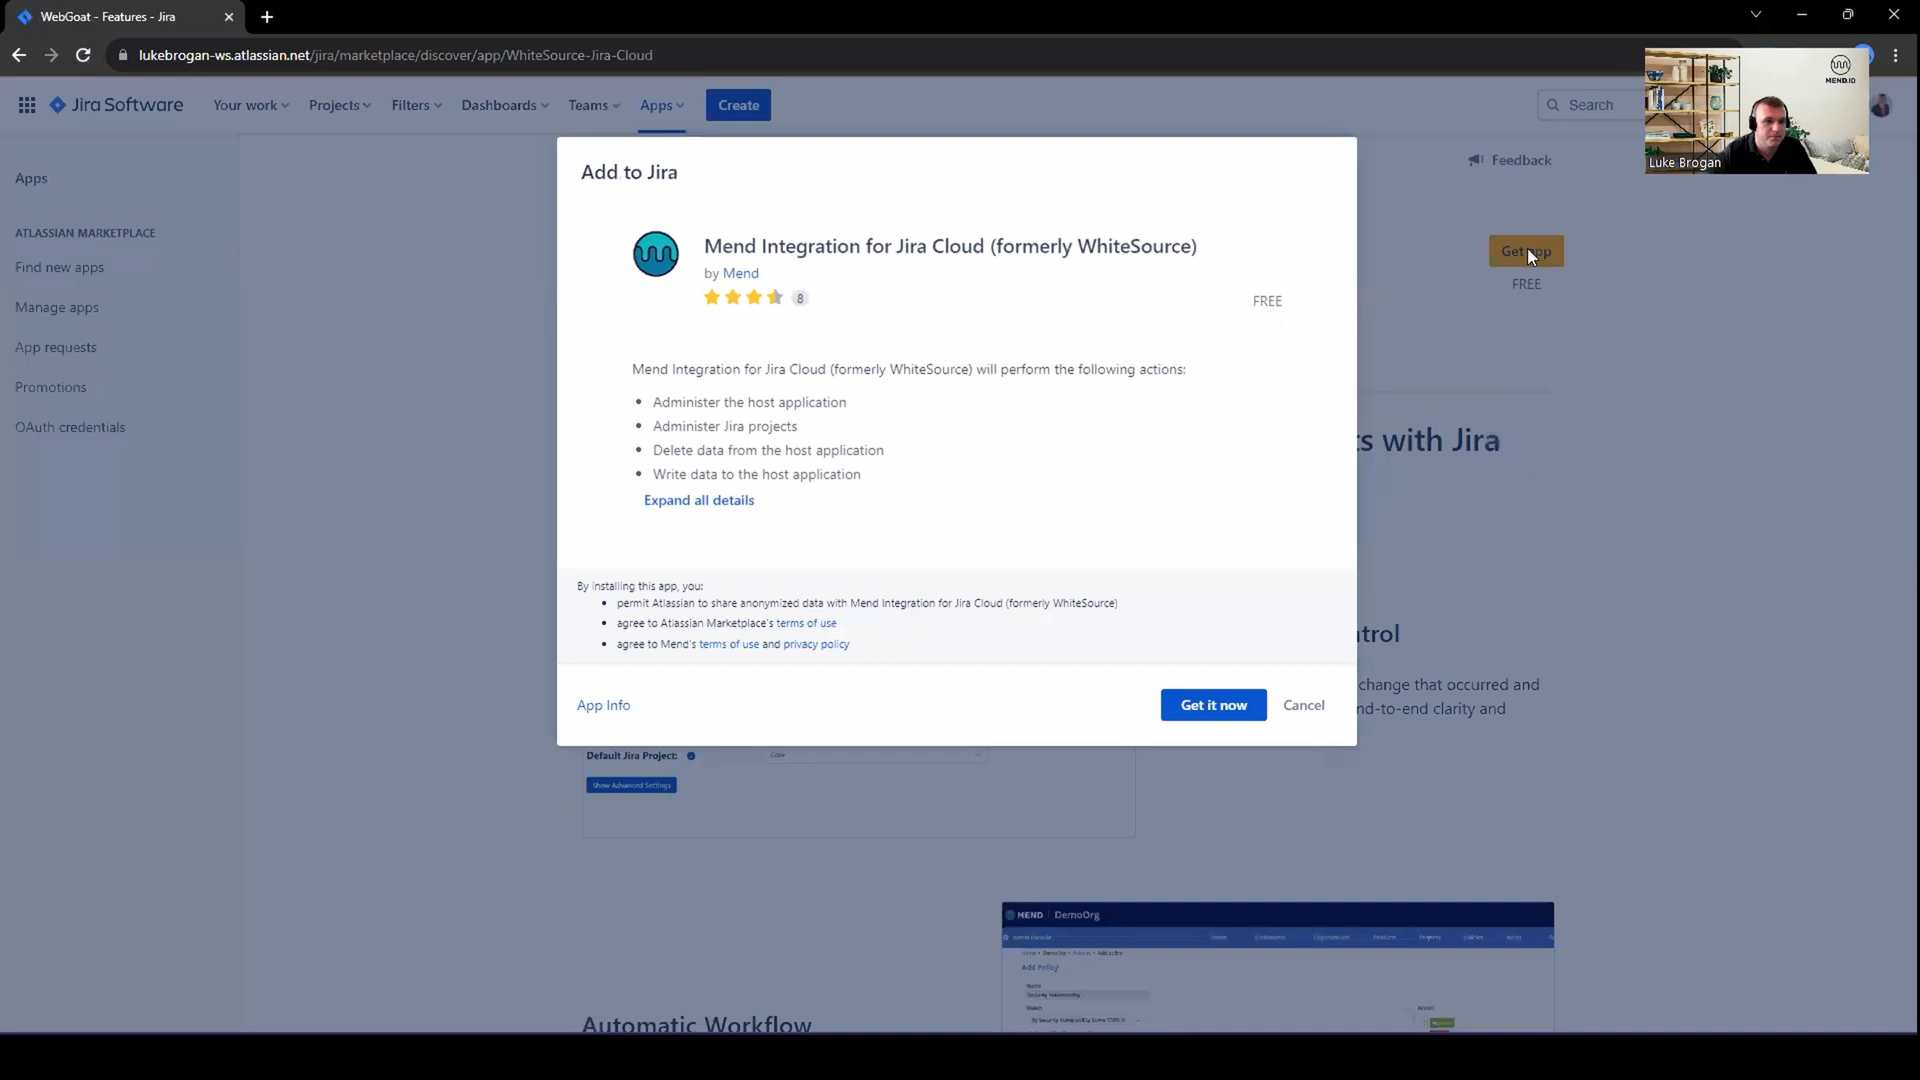 WebGoat - Features - Jira
lukebrogan-ws.atlassian.net/jira/marketplace/discover/app/WhiteSource-Jira-Cloud
Jira Software
Your work
Projects
Filters
Dashboards
Teams
Apps
Create
Search
MEND.IO
Luke Brogan
Apps
ATLASSIAN MARKETPLACE
Find new apps
Manage apps
App requests
Promotions
OAuth credentials
Feedback
Get app
FREE
Add to Jira
Mend Integration for Jira Cloud (formerly WhiteSource)
by Mend
8
FREE
Mend Integration for Jira Cloud (formerly WhiteSource) will perform the following actions:
• Administer the host application
• Administer Jira projects
• Delete data from the host application
• Write data to the host application
Expand all details
By installing this app, you:
• permit Atlassian to share anonymized data with Mend Integration for Jira Cloud (formerly WhiteSource)
• agree to Atlassian Marketplace's terms of use
• agree to Mend's terms of use and privacy policy
App Info
Get it now
Cancel
ts with Jira
ntrol
change that occurred and
nd-to-end clarity and
Default Jira Project:
Core
Show Advanced Settings
MEND DemoOrg
Add Policy
Name
Security Vulnerability
Match
Action
Automatic Workflow